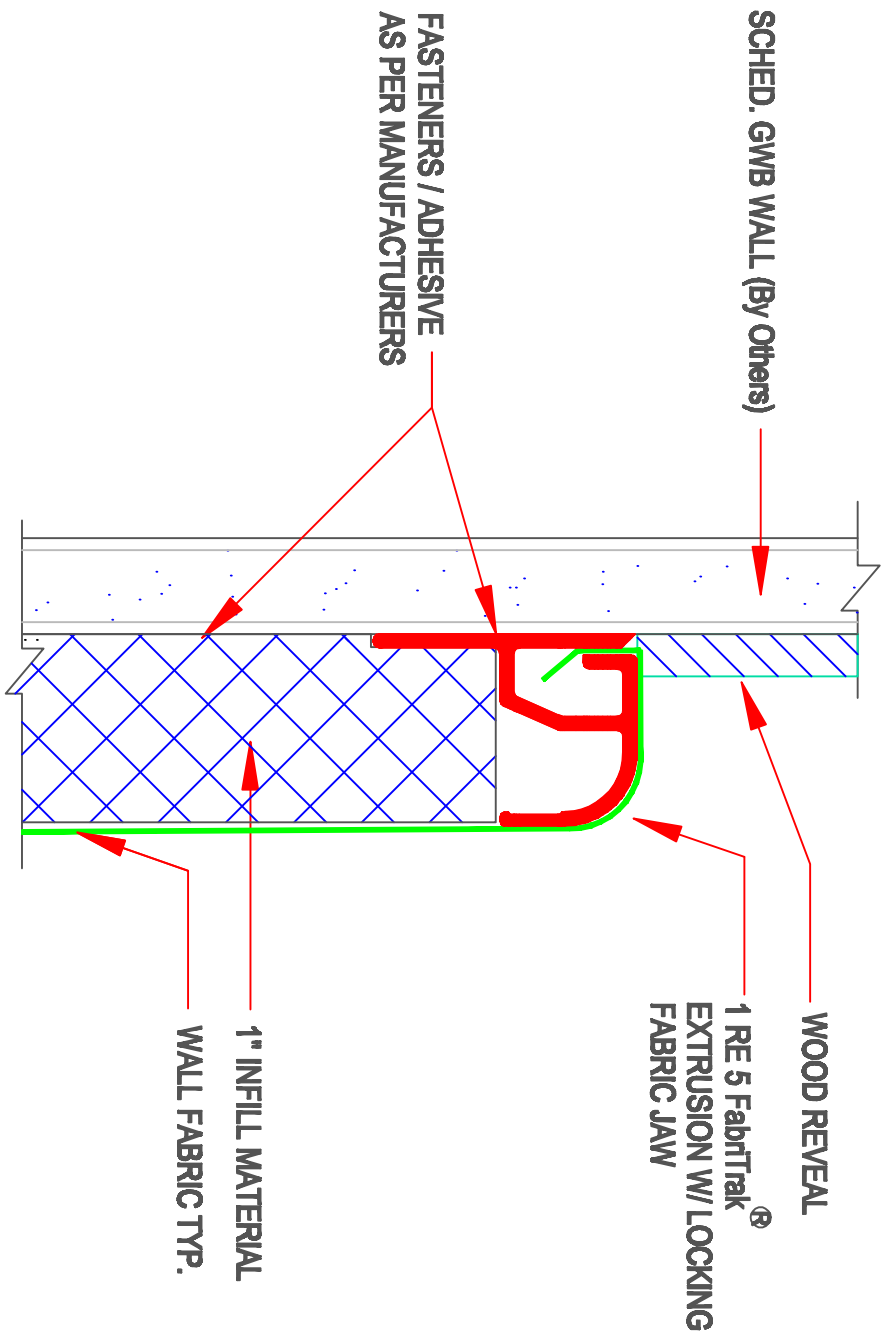 SCHED. GWB WALL (By Others)
FASTENERS / ADHESIVE
AS PER MANUFACTURERS
WOOD REVEAL
1 RE 5 FabriTrak®
EXTRUSION W/ LOCKING
FABRIC JAW
1" INFILL MATERIAL
WALL FABRIC TYP.